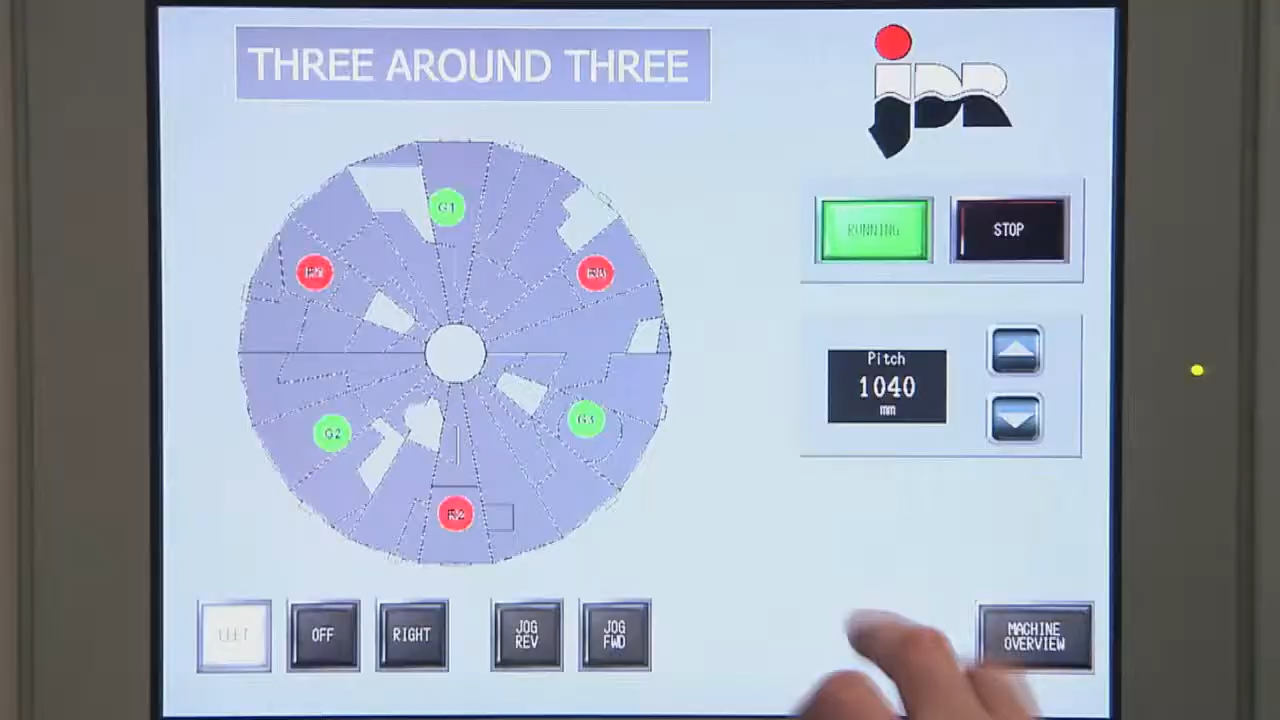 THREE AROUND THREE
jDR
G1
RUNNING
STOP
Pitch
1040
mm
G2
G3
LEFT
OFF
RIGHT
JOG
REV
JOG
FWD
MACHINE
OVERVIEW